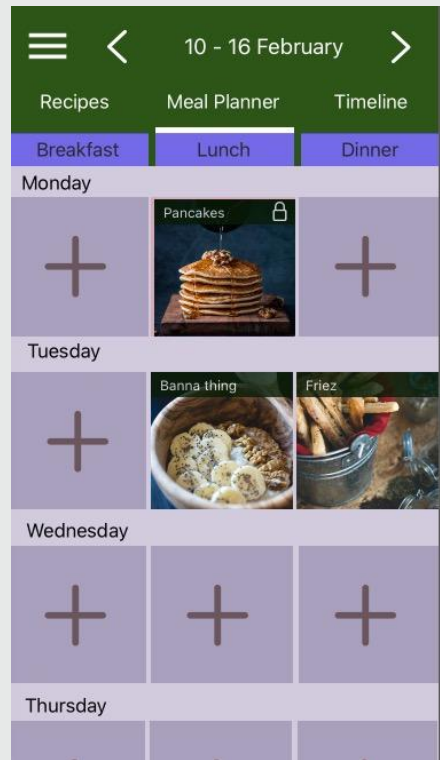 10 - 16 February
Recipes Meal Planner Timeline
Breakfast Lunch Dinner
Monday
Pancakes
Tuesday
Banna thing Friez
Wednesday
Thursday